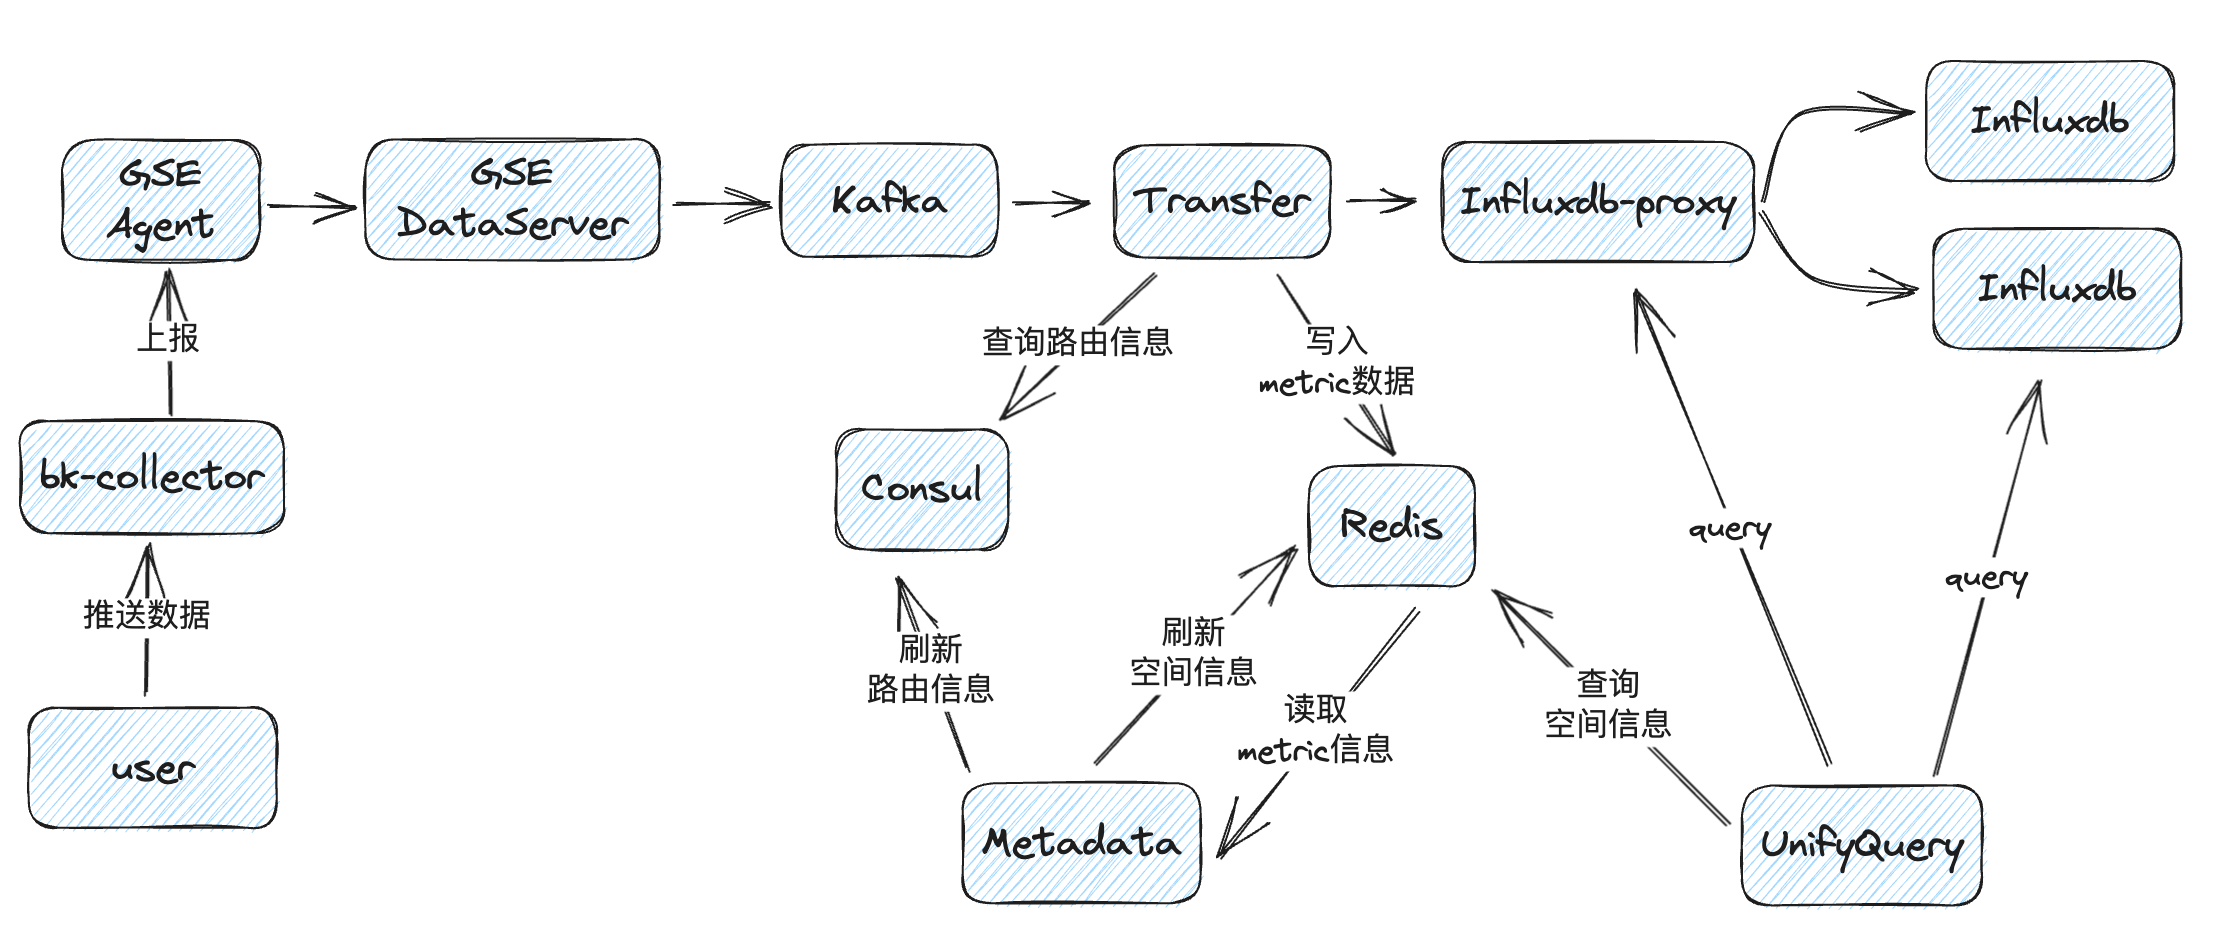 GSE
Agent
GSE
DataServer
Kafka
Transfer
Influxdb-proxy
Influxdb
Influxdb
上报
查询路由信息
写入
metric数据
bk-collector
Consul
Redis
query
query
推送数据
刷新
路由信息
刷新
空间信息
读取
metric信息
查询
空间信息
user
Metadata
UnifyQuery